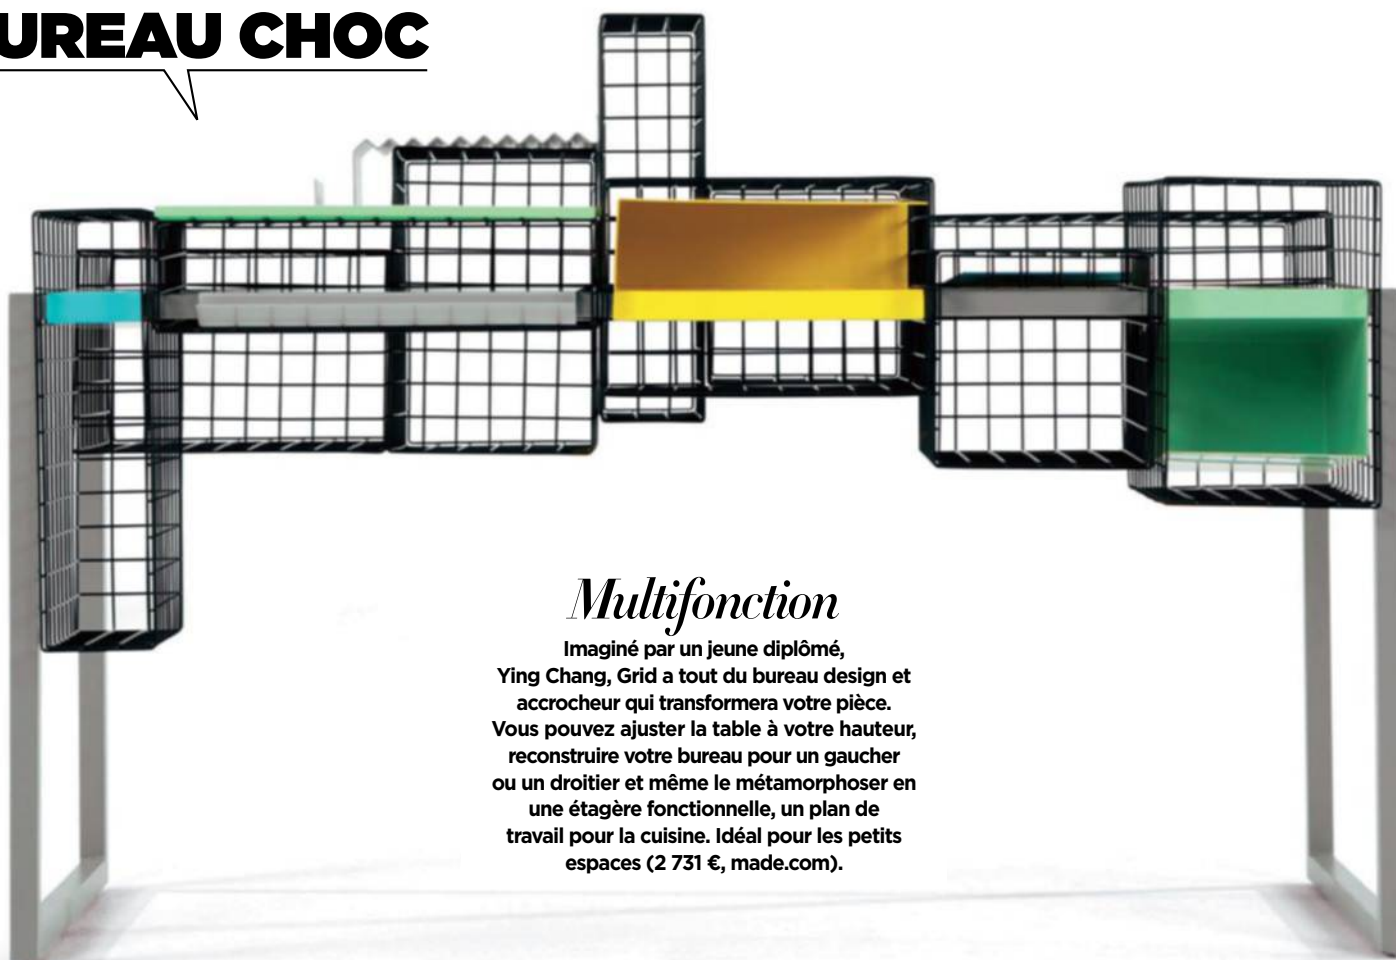 UREAU CHOC
Multifonction
Imaginé par un jeune diplômé,
Ying Chang, Grid a tout du bureau design et
accrocheur qui transformera votre pièce.
Vous pouvez ajuster la table à votre hauteur,
reconstruire votre bureau pour un gaucher
ou un droitier et même le métamorphoser en
une étagère fonctionnelle, un plan de
travail pour la cuisine. Idéal pour les petits
espaces (2 731 €, made.com).